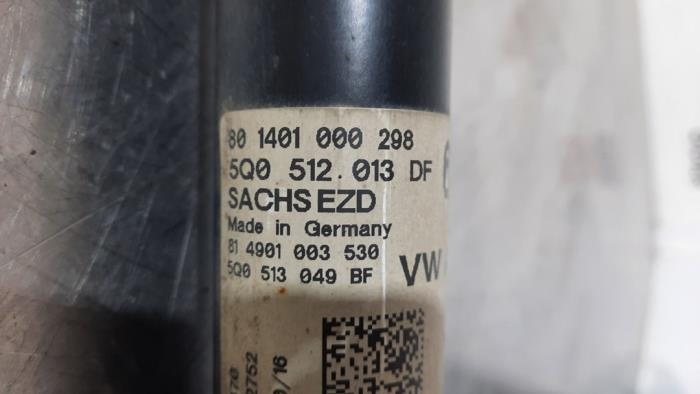 80 1401 000 298
5Q0 512 013 DF
SACHS EZD
Made in Germany
81 4901 003 530
5Q0 513 049 BF
VW